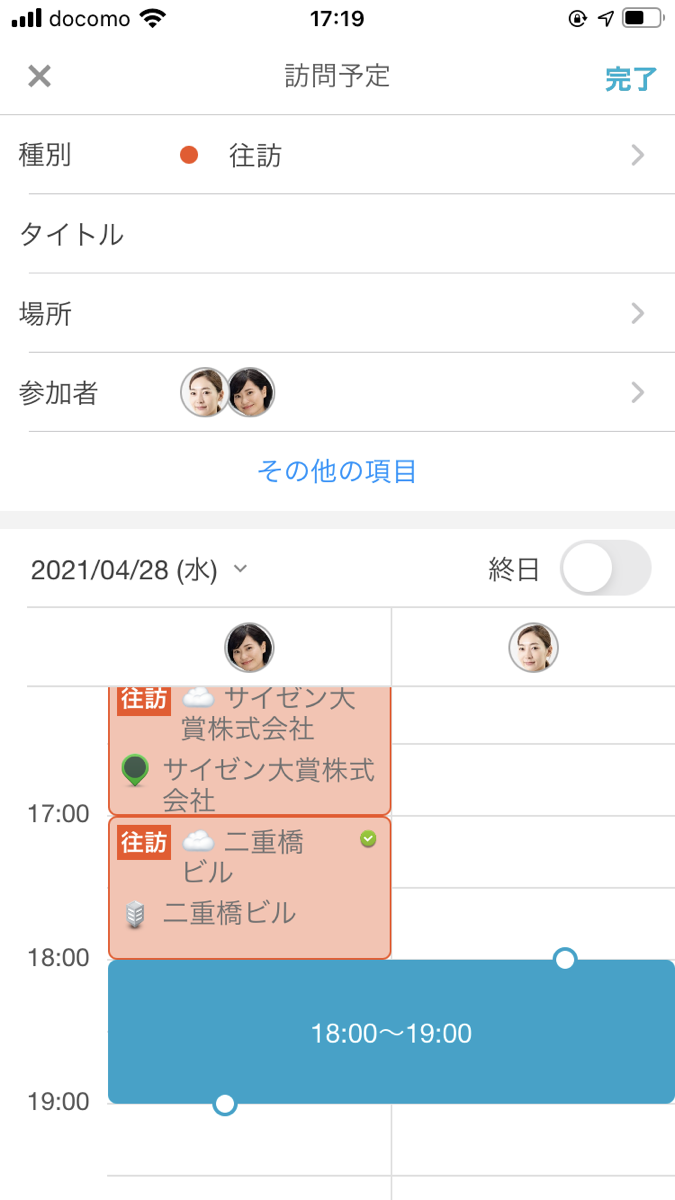 docomo 17:19
訪問予定 完了
種別 往訪
タイトル
場所
参加者
その他の項目
2021/04/28 (水) 終日
往訪 サイゼン大
賞株式会社
サイゼン大賞株式
会社
17:00
往訪 二重橋
ビル
二重橋ビル
18:00
18:00〜19:00
19:00